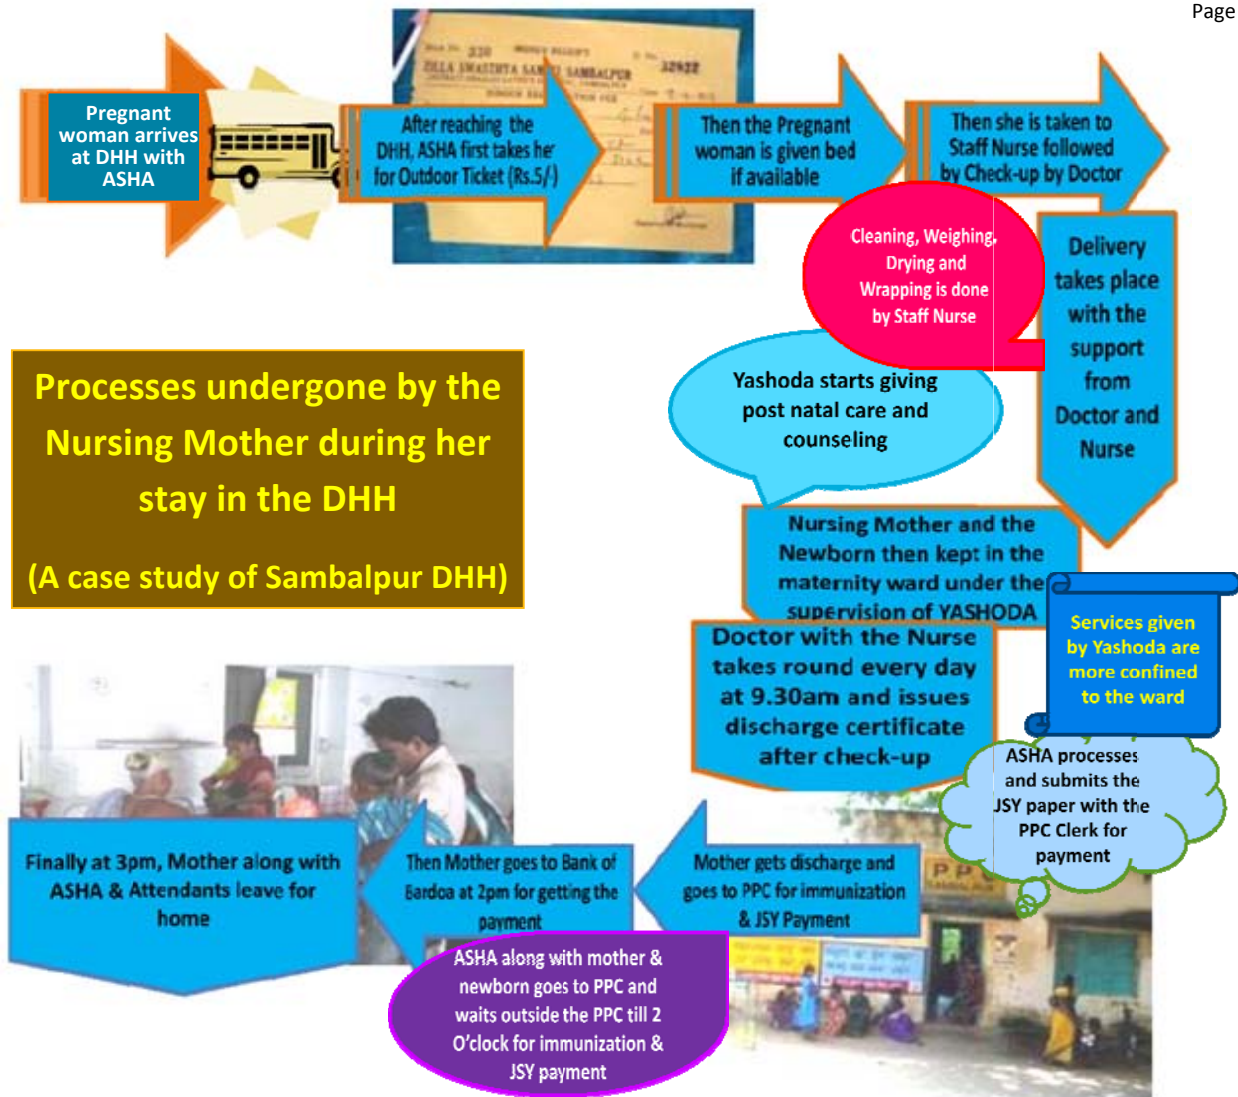 Page
Pregnant
woman arrives
at DHH with
ASHA
After reaching the
DHH, ASHA first takes her
for Outdoor Ticket (Rs.5/-)
ZILLA SWASTHYA SAMITI SAMBALPUR
Then the Pregnant
woman is given bed
if available
Then she is taken to
Staff Nurse followed
by Check-up by Doctor
Cleaning, Weighing,
Drying and
Wrapping is done
by Staff Nurse
Delivery
takes place
with the
support
from
Doctor and
Nurse
Yashoda starts giving
post natal care and
counseling
Processes undergone by the
Nursing Mother during her
stay in the DHH
(A case study of Sambalpur DHH)
Nursing Mother and the
Newborn then kept in the
maternity ward under the
supervision of YASHODA
Services given
by Yashoda are
more confined
to the ward
Doctor with the Nurse
takes round every day
at 9.30am and issues
discharge certificate
after check-up
ASHA processes
and submits the
JSY paper with the
PPC Clerk for
payment
Mother gets discharge and
goes to PPC for immunization
& JSY Payment
PPC
Then Mother goes to Bank of
Bardoa at 2pm for getting the
payment
Finally at 3pm, Mother along with
ASHA & Attendants leave for
home
ASHA along with mother &
newborn goes to PPC and
waits outside the PPC till 2
O'clock for immunization &
JSY payment